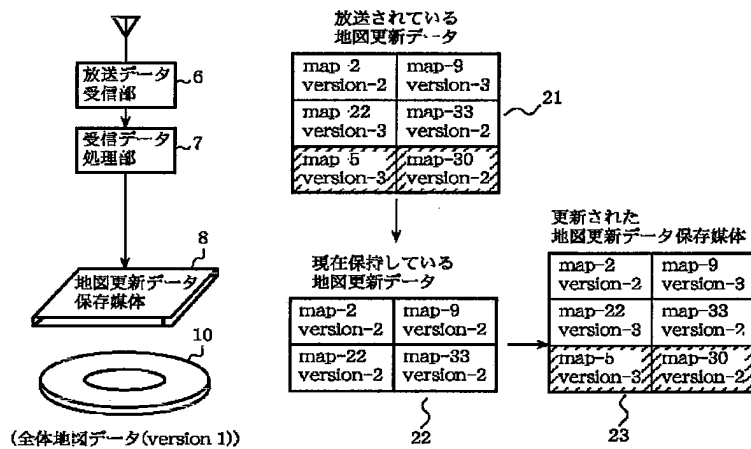 放送データ
受信部
6
受信データ
処理部
7
8
地図更新データ
保存媒体
10
(全体地図データ(version 1))
放送されている
地図更新データ
map 2
version-2
map-9
version-3
map 22
version-3
map-33
version-2
map 5
version-3
map-30
version-2
21
現在保持している
地図更新データ
map-2
version-2
map-9
version-2
map-22
version-2
map-33
version-2
22
更新された
地図更新データ保存媒体
map-2
version-2
map-9
version-3
map-22
version-3
map-33
version-2
map-5
version-3
map-30
version-2
23